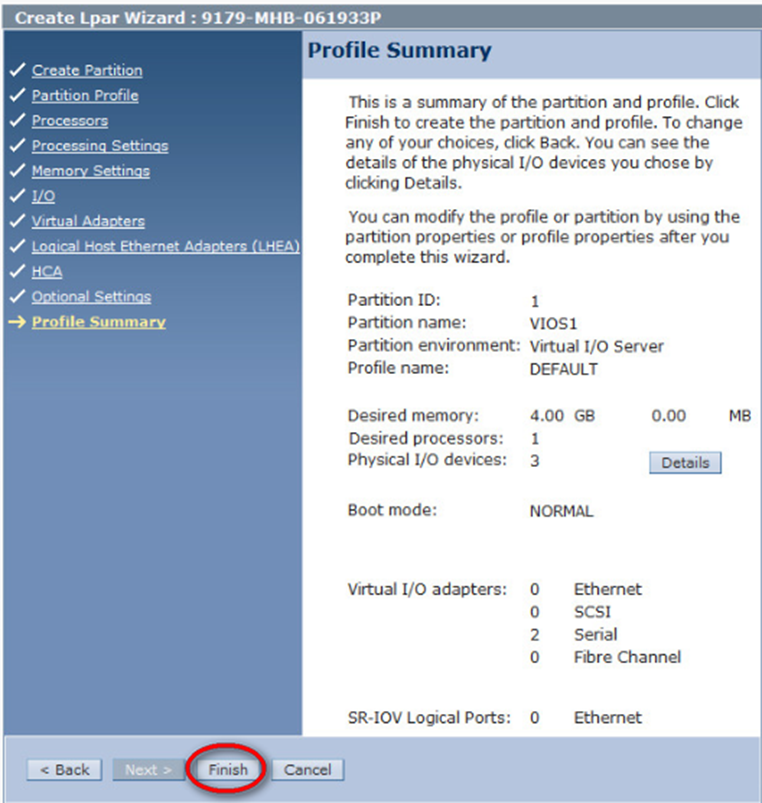 Create Lpar Wizard : 9179-MHB-061933P
Create Partition
Partition Profile
Processors
Processing Settings
Memory Settings
I/O
Virtual Adapters
Logical Host Ethernet Adapters (LHEA)
HCA
Optional Settings
Profile Summary
Profile Summary
This is a summary of the partition and profile. Click
Finish to create the partition and profile. To change
any of your choices, click Back. You can see the
details of the physical I/O devices you chose by
clicking Details.
You can modify the profile or partition by using the
partition properties or profile properties after you
complete this wizard.
Partition ID: 1
Partition name: VIOS1
Partition environment: Virtual I/O Server
Profile name: DEFAULT
Desired memory: 4.00 GB 0.00 MB
Desired processors: 1
Physical I/O devices: 3 Details
Boot mode: NORMAL
Virtual I/O adapters: 0 Ethernet
0 SCSI
2 Serial
0 Fibre Channel
SR-IOV Logical Ports: 0 Ethernet
< Back Next > Finish Cancel